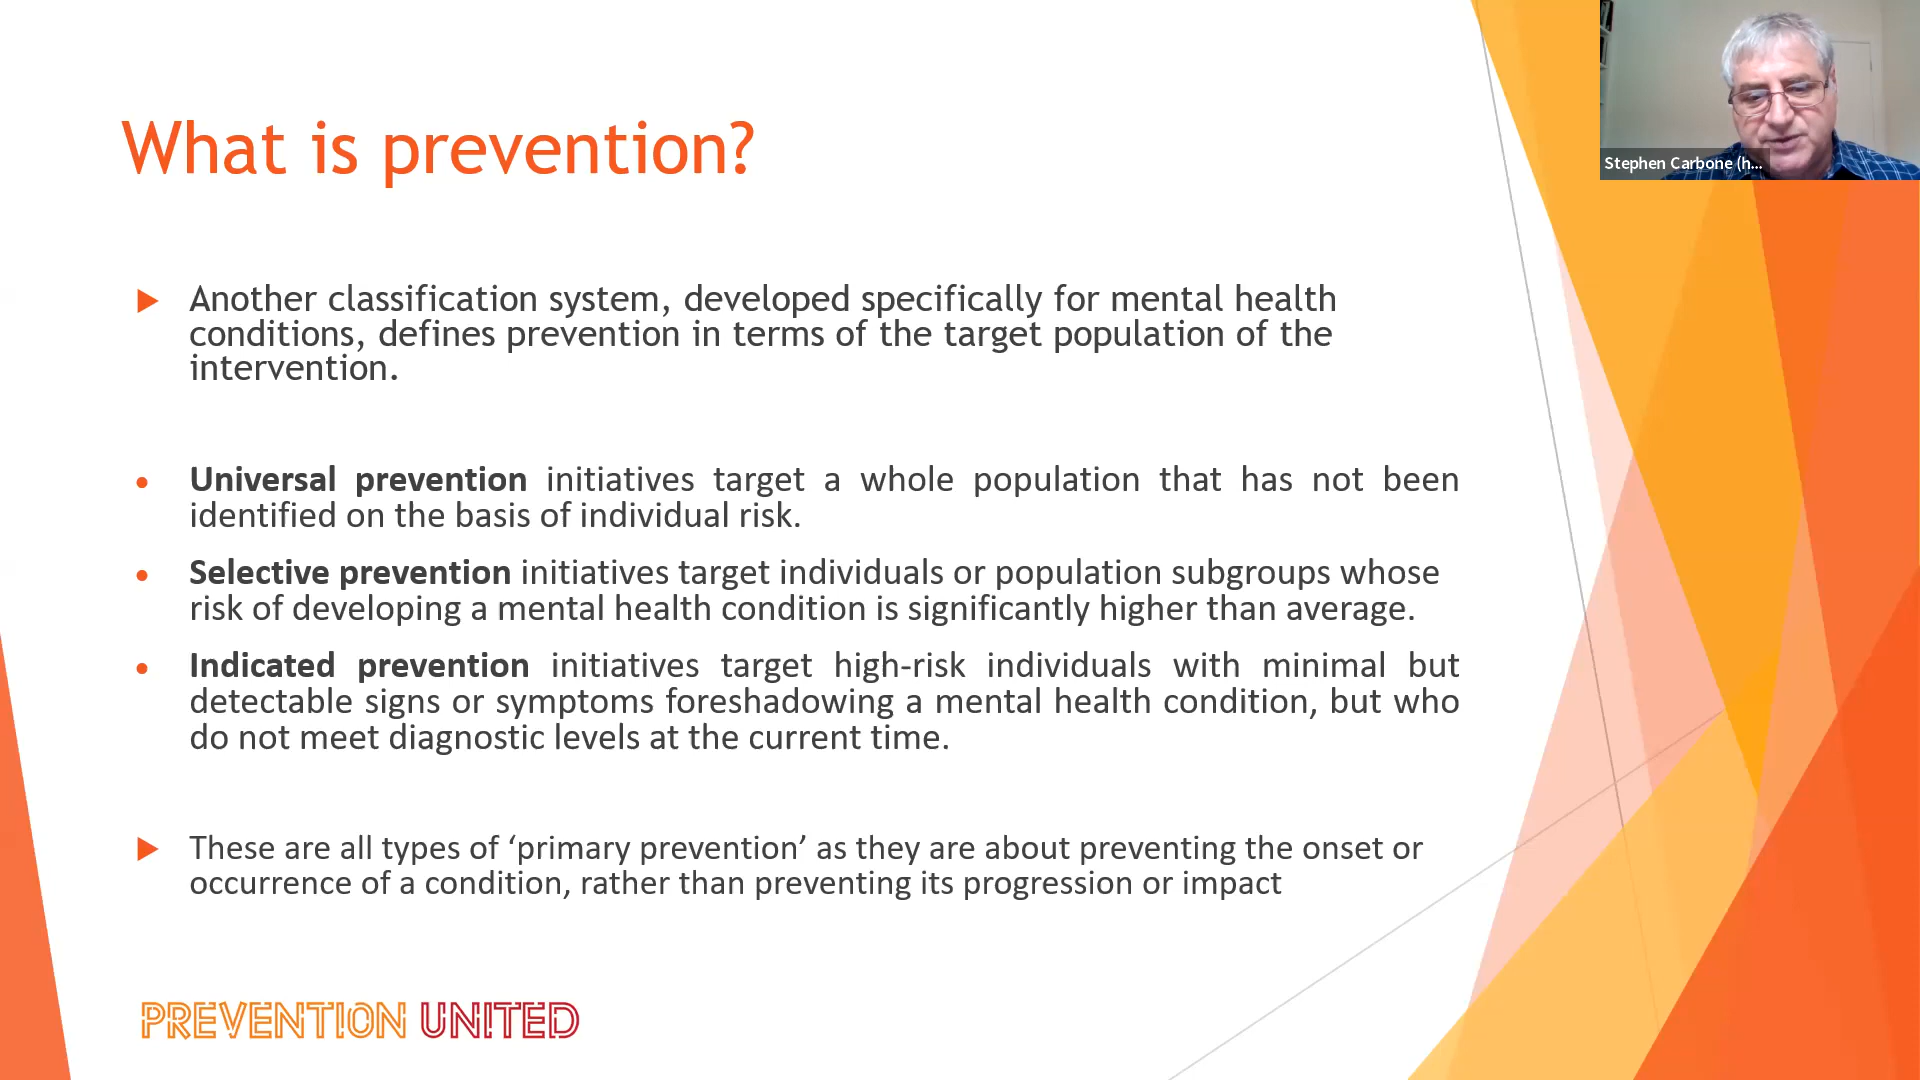 What is prevention?
Stephen Carbone (h...
Another classification system, developed specifically for mental health
conditions, defines prevention in terms of the target population of the
intervention.
Universal prevention initiatives target a whole population that has not been
identified on the basis of individual risk.
Selective prevention initiatives target individuals or population subgroups whose
risk of developing a mental health condition is significantly higher than average.
Indicated prevention initiatives target high-risk individuals with minimal but
detectable signs or symptoms foreshadowing a mental health condition, but who
do not meet diagnostic levels at the current time.
These are all types of ‘primary prevention’ as they are about preventing the onset or
occurrence of a condition, rather than preventing its progression or impact
PREVENTION UNITED